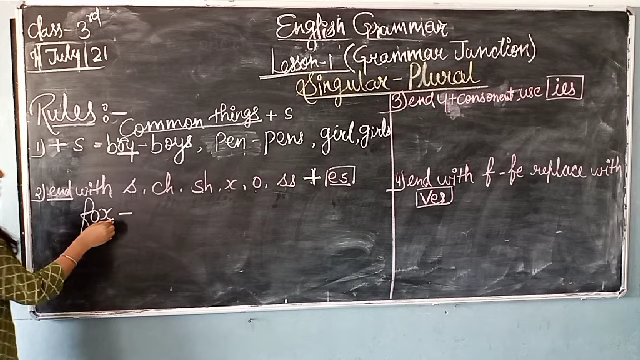 Class - 3rd
9 July 21
English Grammar
Lesson-1 (Grammar Junction)
Singular - Plural
Rules :-
Common things + s
1) + s = boy - boys, pen - pens, girl, girls
2) end with s, ch, sh, x, o, ss + es
fox -
3) end y + consonent use ies
4) end with f - fe replace with
ves